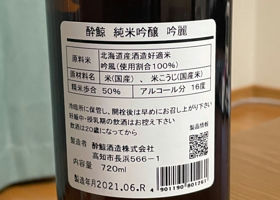 酔鯨 純米吟醸 吟麗
原料米 北海道産酒造好適米
吟風(使用割合100%)
原材料 米(国産)、米こうじ(国産米)
精米歩合 50% アルコール分 16度
冷暗所に保管し、開栓後は早めにお召し上がり下さい
妊娠中・授乳期の飲酒はお控え下さい
飲酒は20歳になってから
製品情報
製造者 酔鯨酒造株式会社
高知市長浜566-1
内容量 720ml
製造年月2021.06.R
4 901190 801261